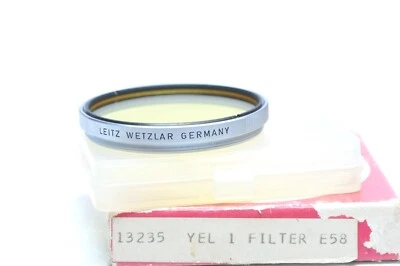 LEITZ WETZLAR GERMANY
13235 YEL 1 FILTER E58